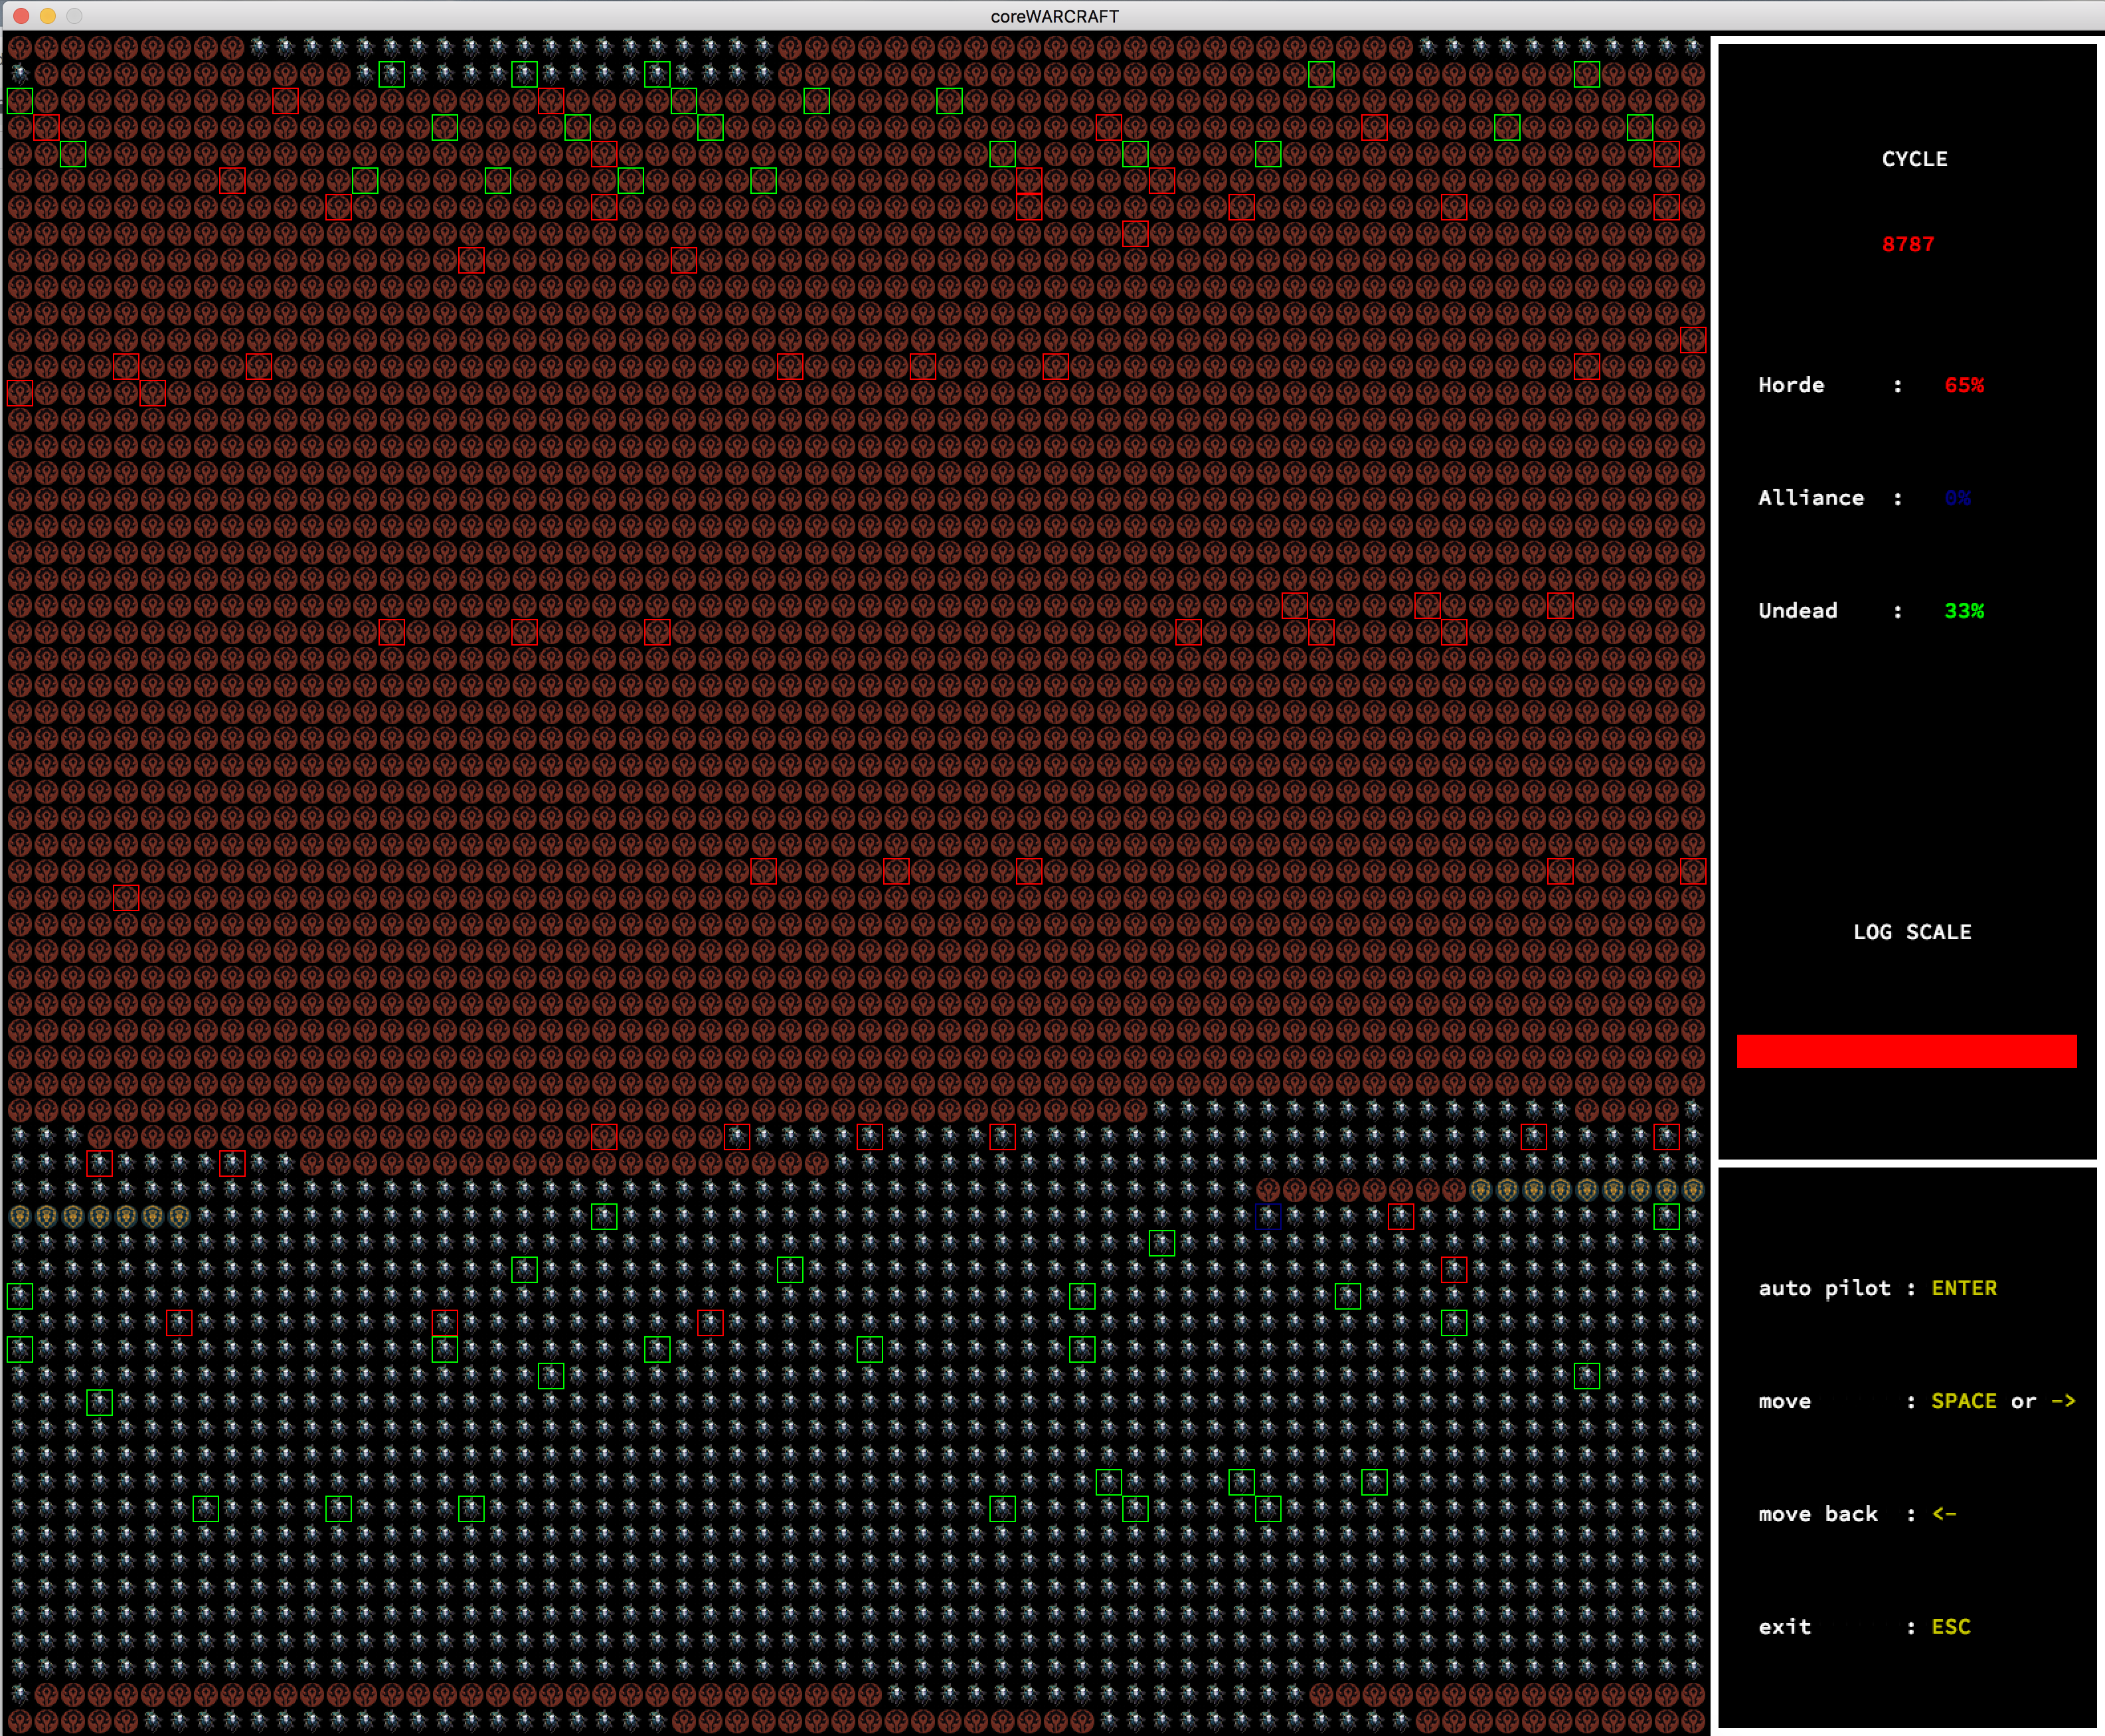 coreWARCRAFT
CYCLE
8787
Horde : 65%
Alliance : 0%
Undead : 33%
LOG SCALE
auto pilot : ENTER
move : SPACE or ->
move back : <-
exit : ESC